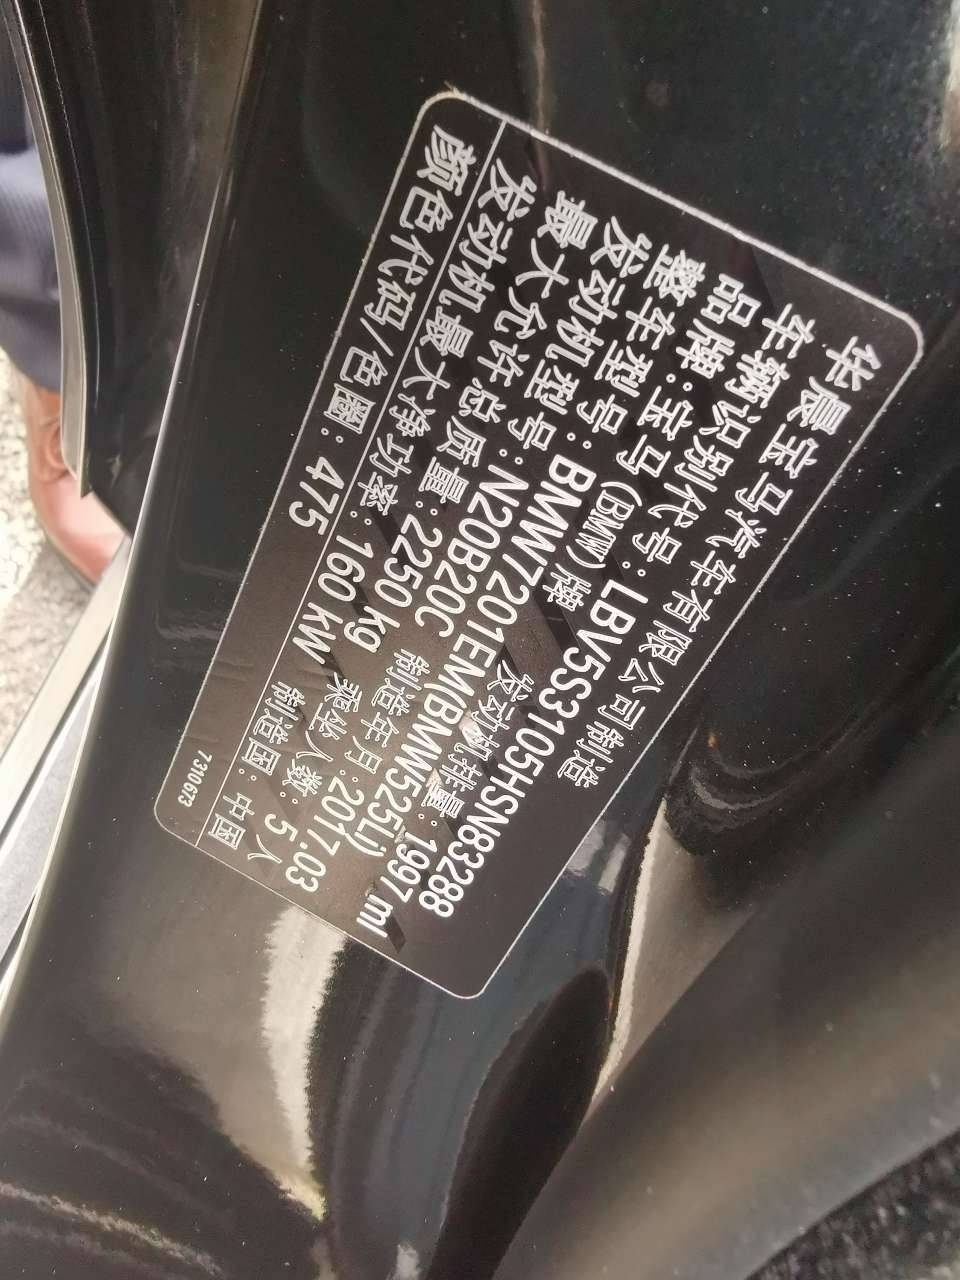 华晨宝马汽车有限公司制造
车辆识别代号:LBV5S3105HSN83288
品牌:宝马(BMW)牌 发动机排量:1997 ml
整车型号:BMW7201EM(BMW525Li)
发动机型号:N20B20C 制造年月:2017.03
最大允许总质量:2250 kg 乘坐人数:5人
发动机最大净功率:160 kW 制造国:中国
颜色代码/色圈:475
7310673